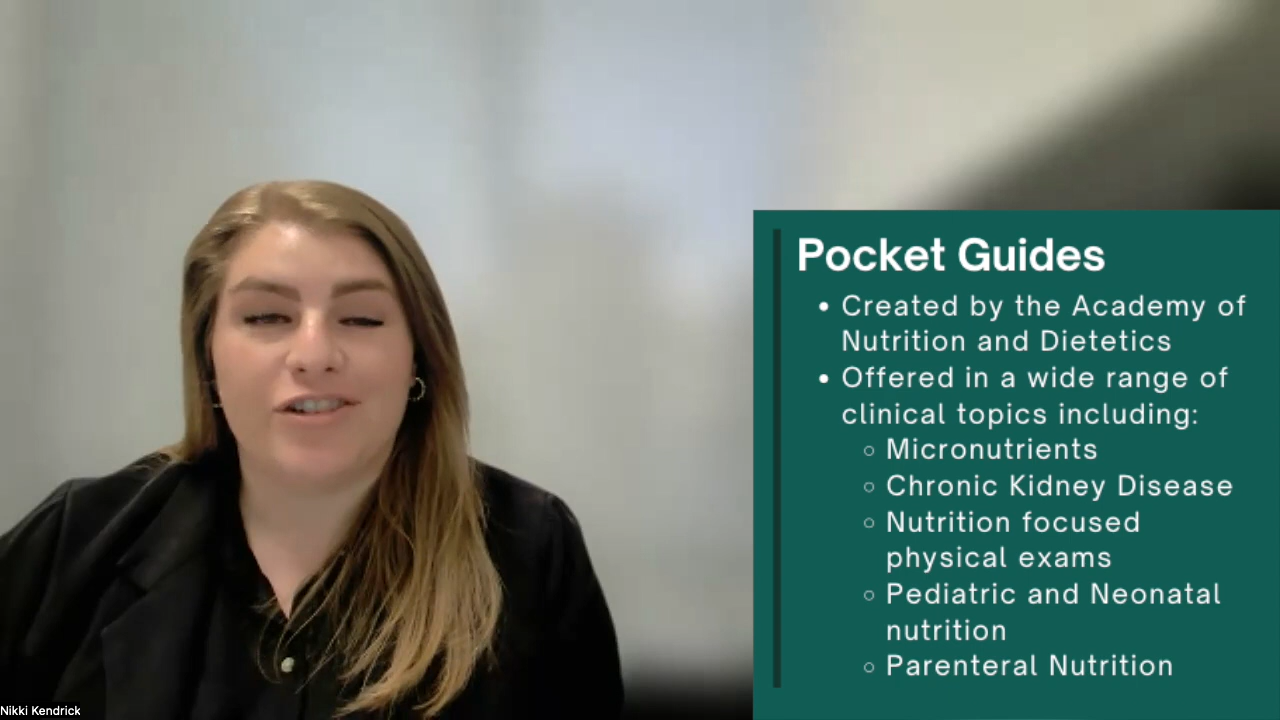 Pocket Guides
• Created by the Academy of
Nutrition and Dietetics
• Offered in a wide range of
clinical topics including:
○ Micronutrients
○ Chronic Kidney Disease
○ Nutrition focused
physical exams
○ Pediatric and Neonatal
nutrition
○ Parenteral Nutrition
Nikki Kendrick